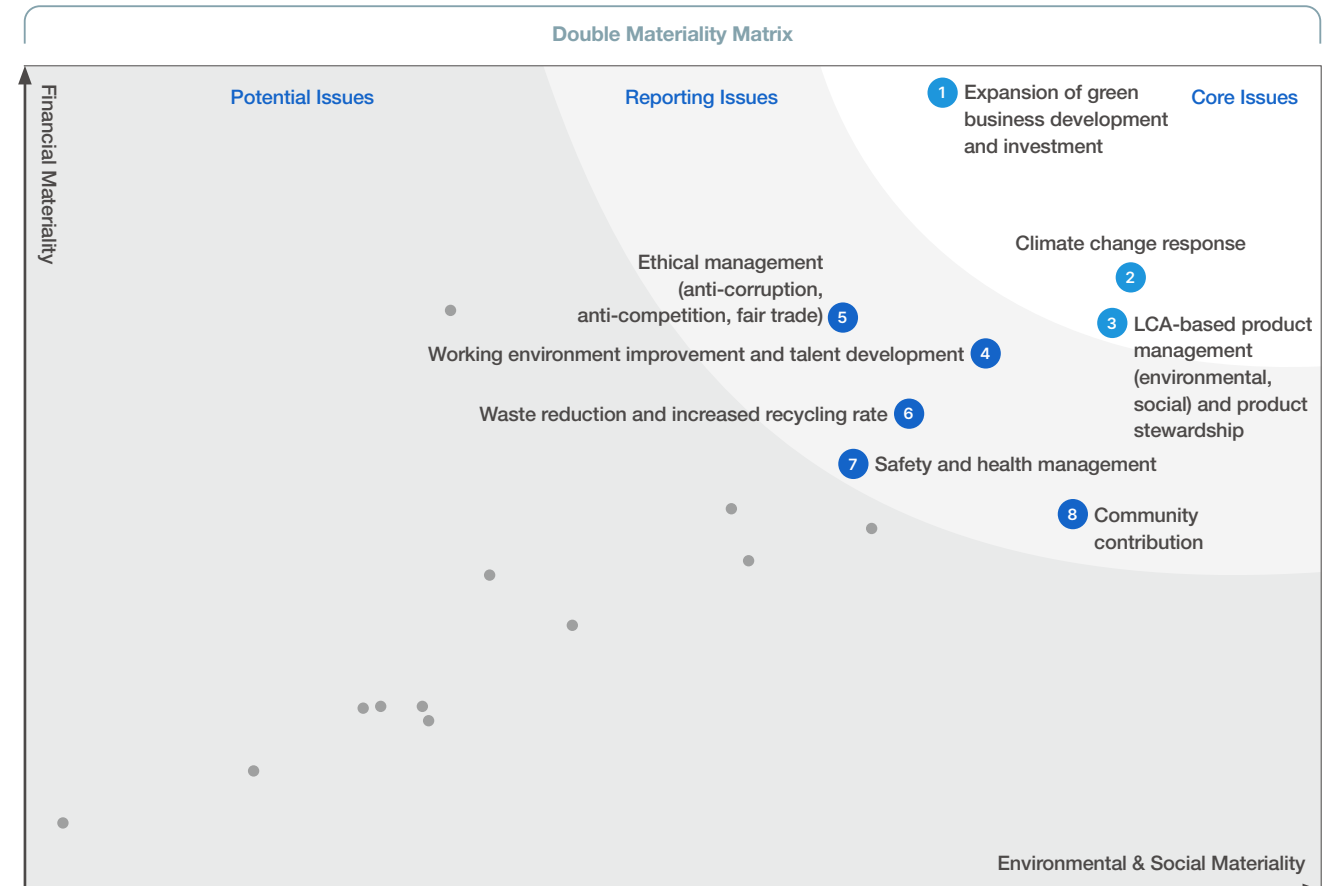 Double Materiality Matrix
Financial Materiality
Potential Issues
Reporting Issues
Core Issues
1 Expansion of green
business development
and investment
Climate change response
2
3 LCA-based product
management
(environmental,
social) and product
stewardship
Ethical management
(anti-corruption,
anti-competition, fair trade) 5
Working environment improvement and talent development 4
Waste reduction and increased recycling rate 6
7 Safety and health management
8 Community
contribution
Environmental & Social Materiality